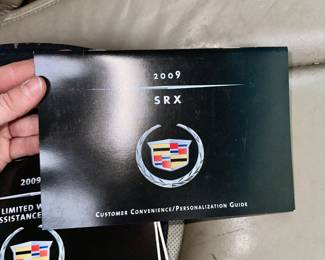 2009
SRX
CUSTOMER CONVENIENCE/PERSONALIZATION GUIDE
2009
LIMITED W
ASSISTANCE